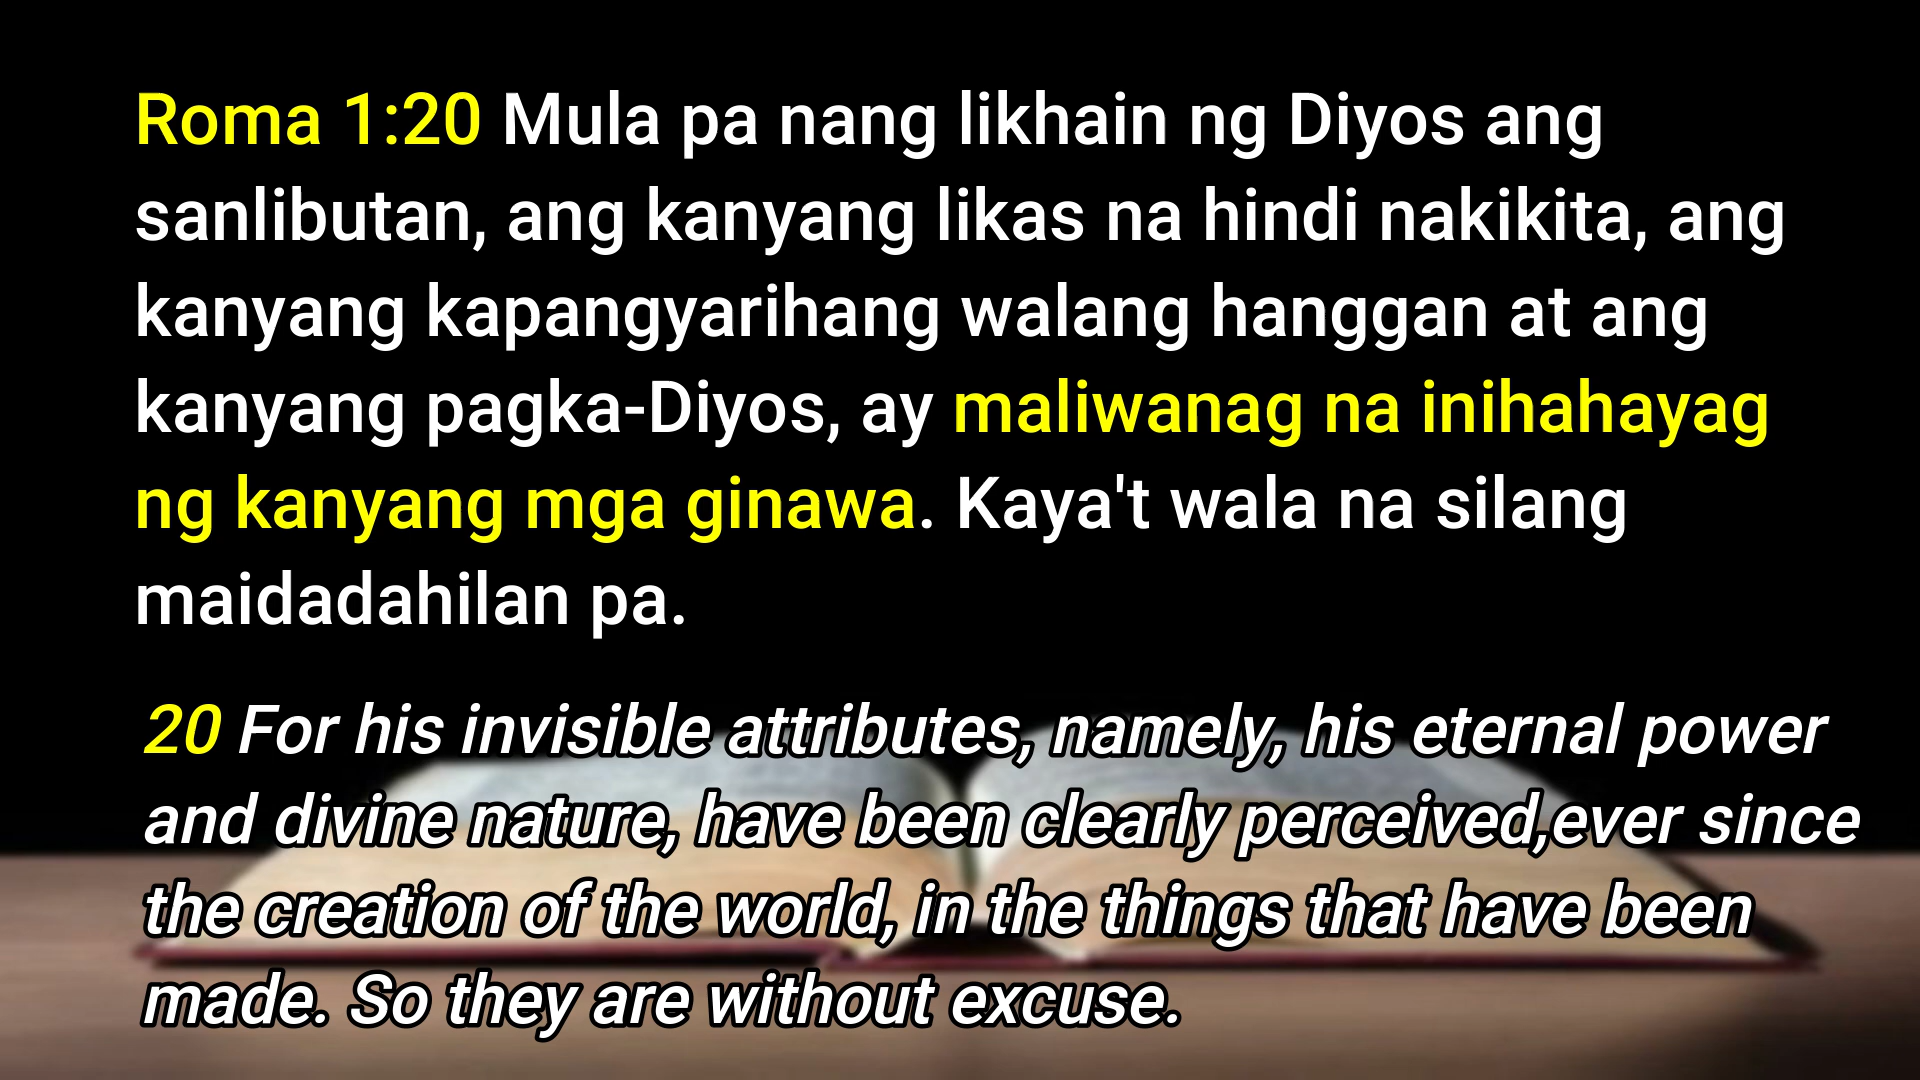 Roma 1:20 Mula pa nang likhain ng Diyos ang
sanlibutan, ang kanyang likas na hindi nakikita, ang
kanyang kapangyarihang walang hanggan at ang
kanyang pagka-Diyos, ay maliwanag na inihahayag
ng kanyang mga ginawa. Kaya't wala na silang
maidadahilan pa.
20 For his invisible attributes, namely, his eternal power
and divine nature, have been clearly perceived,ever since
the creation of the world, in the things that have been
made. So they are without excuse.